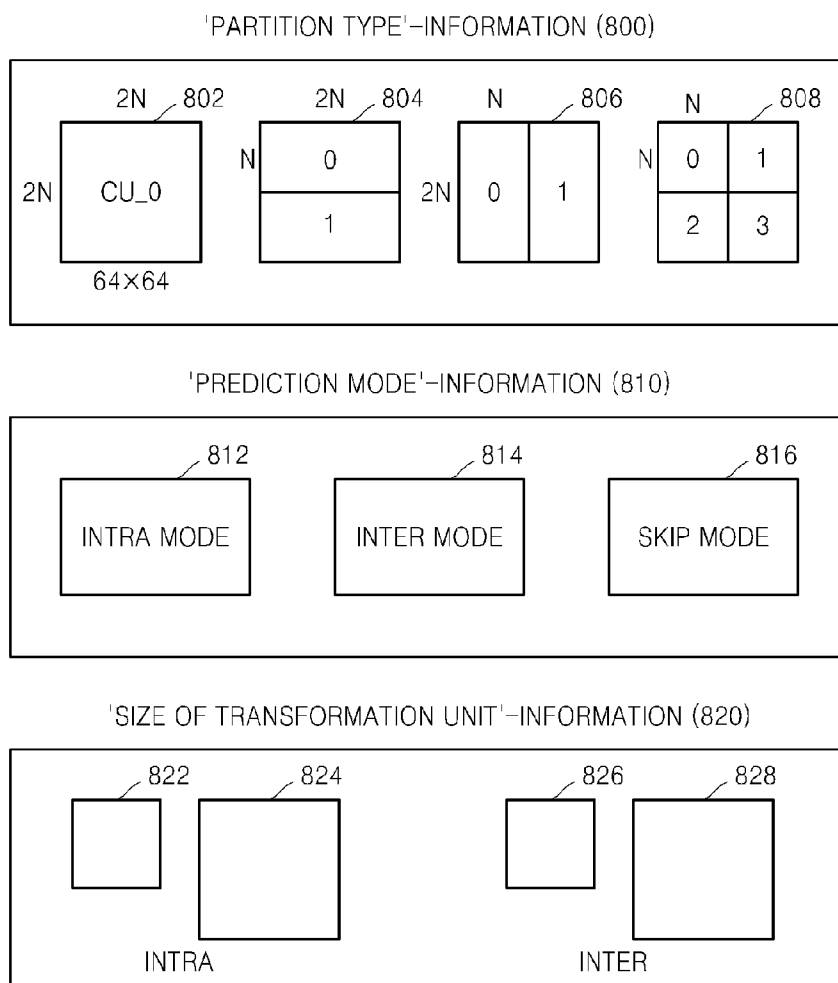 'PARTITION TYPE'-INFORMATION (800)
2N 802 2N 804 N 806 N 808
2N CU_0 N 0 2N 0 1 N 0 1
1 2 3
64×64
'PREDICTION MODE'-INFORMATION (810)
812 814 816
INTRA MODE INTER MODE SKIP MODE
'SIZE OF TRANSFORMATION UNIT'-INFORMATION (820)
822 824 826 828
INTRA INTER